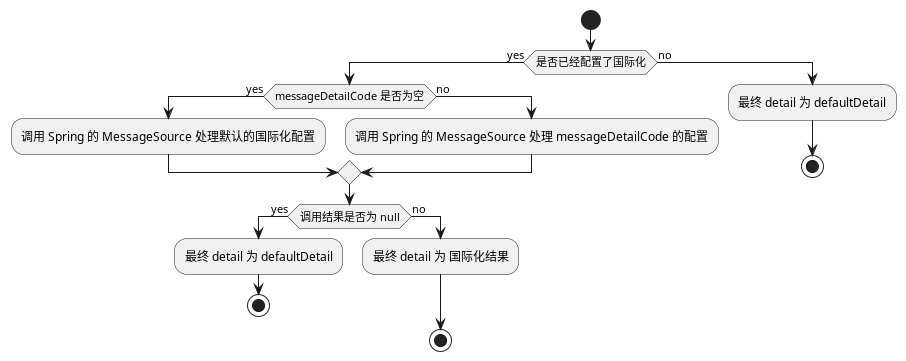 yes
是否已经配置了国际化
no
yes
messageDetailCode 是否为空
no
最终 detail 为 defaultDetail
调用 Spring 的 MessageSource 处理默认的国际化配置
调用 Spring 的 MessageSource 处理 messageDetailCode 的配置
yes
调用结果是否为 null
no
最终 detail 为 defaultDetail
最终 detail 为 国际化结果